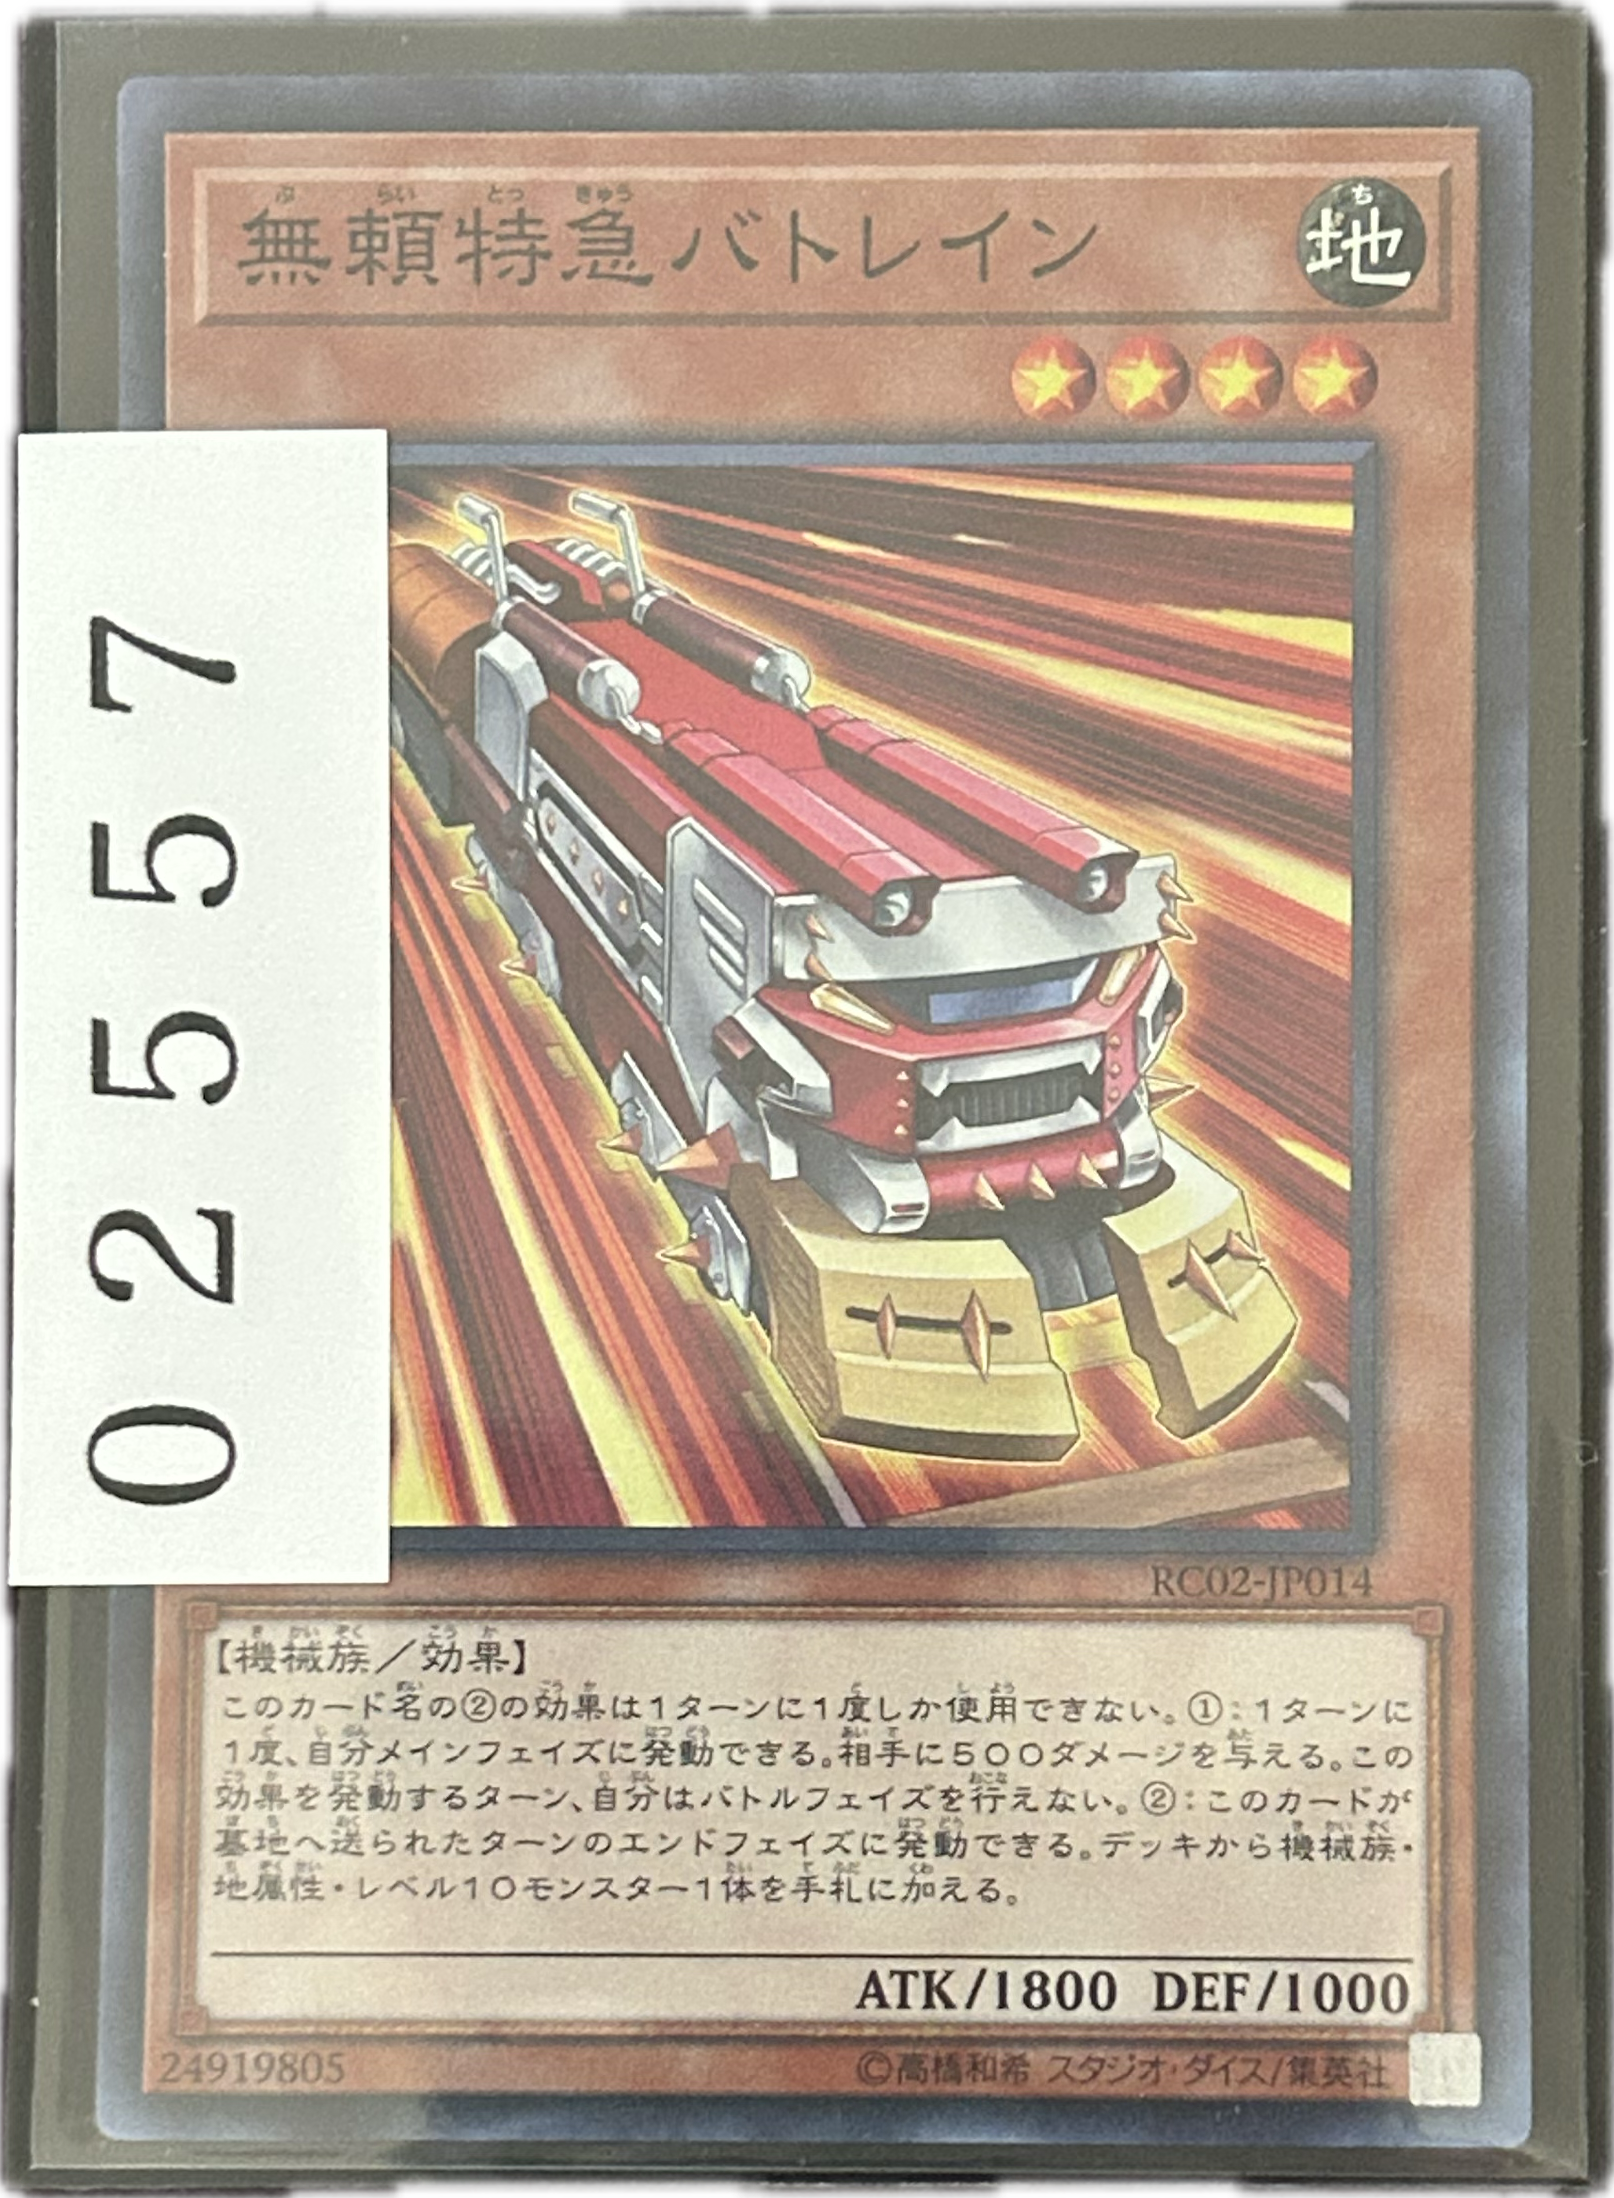 無頼特急バトレイン
地
02557
RC02-JP014
【機械族／効果】
このカード名の②の効果は１ターンに１度しか使用できない。①：１ターンに
１度、自分メインフェイズに発動できる。相手に５００ダメージを与える。この
効果を発動するターン、自分はバトルフェイズを行えない。②：このカードが
墓地へ送られたターンのエンドフェイズに発動できる。デッキから機械族・
地属性・レベル１０モンスター１体を手札に加える。
ATK/1800 DEF/1000
24919805
©高橋和希 スタジオ・ダイス/集英社